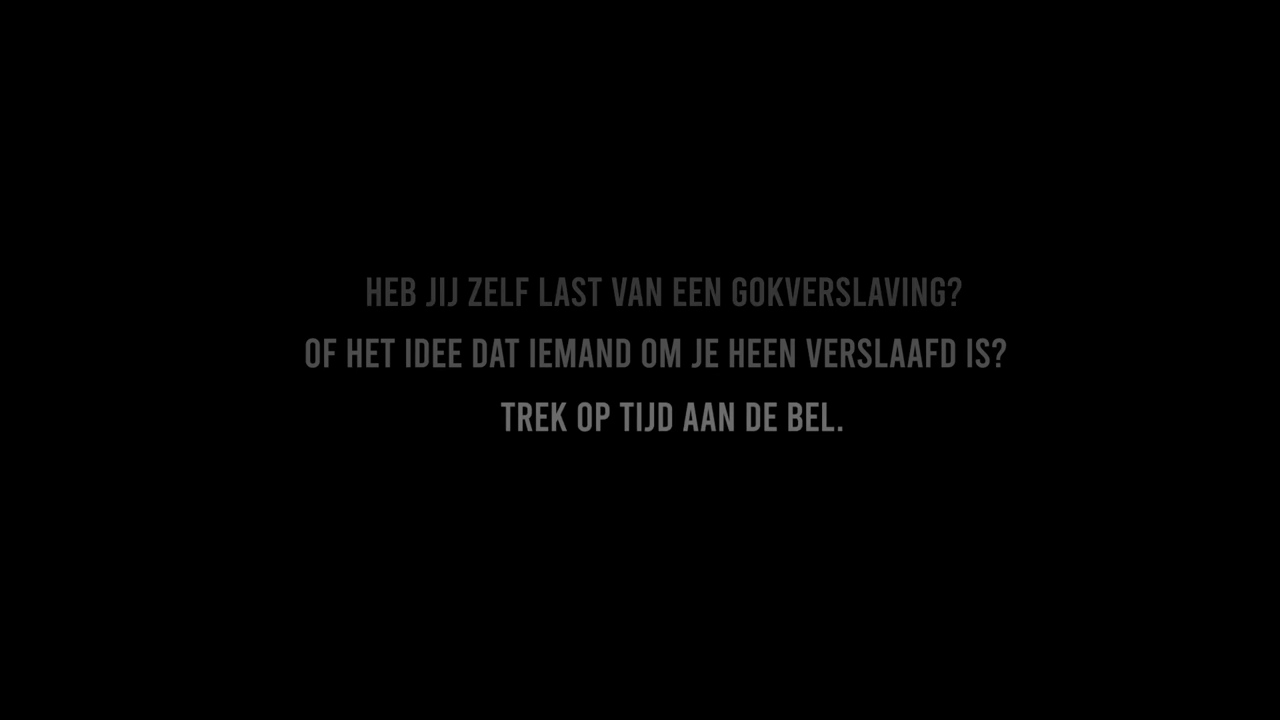 HEB JIJ ZELF LAST VAN EEN GOKVERSLAVING?
OF HET IDEE DAT IEMAND OM JE HEEN VERSLAAFD IS?
TREK OP TIJD AAN DE BEL.